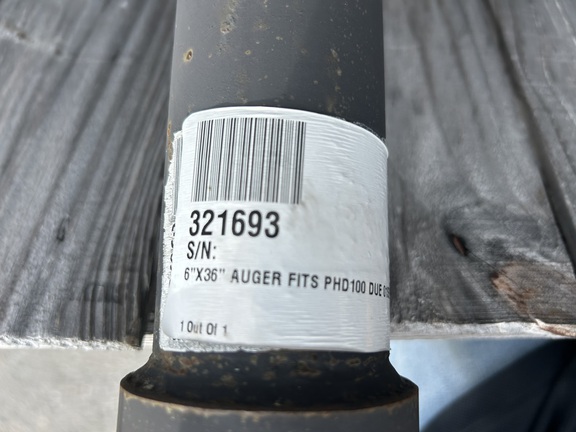 321693
S/N:
6"X36" AUGER FITS PHD100 DUE
1 Out Of 1